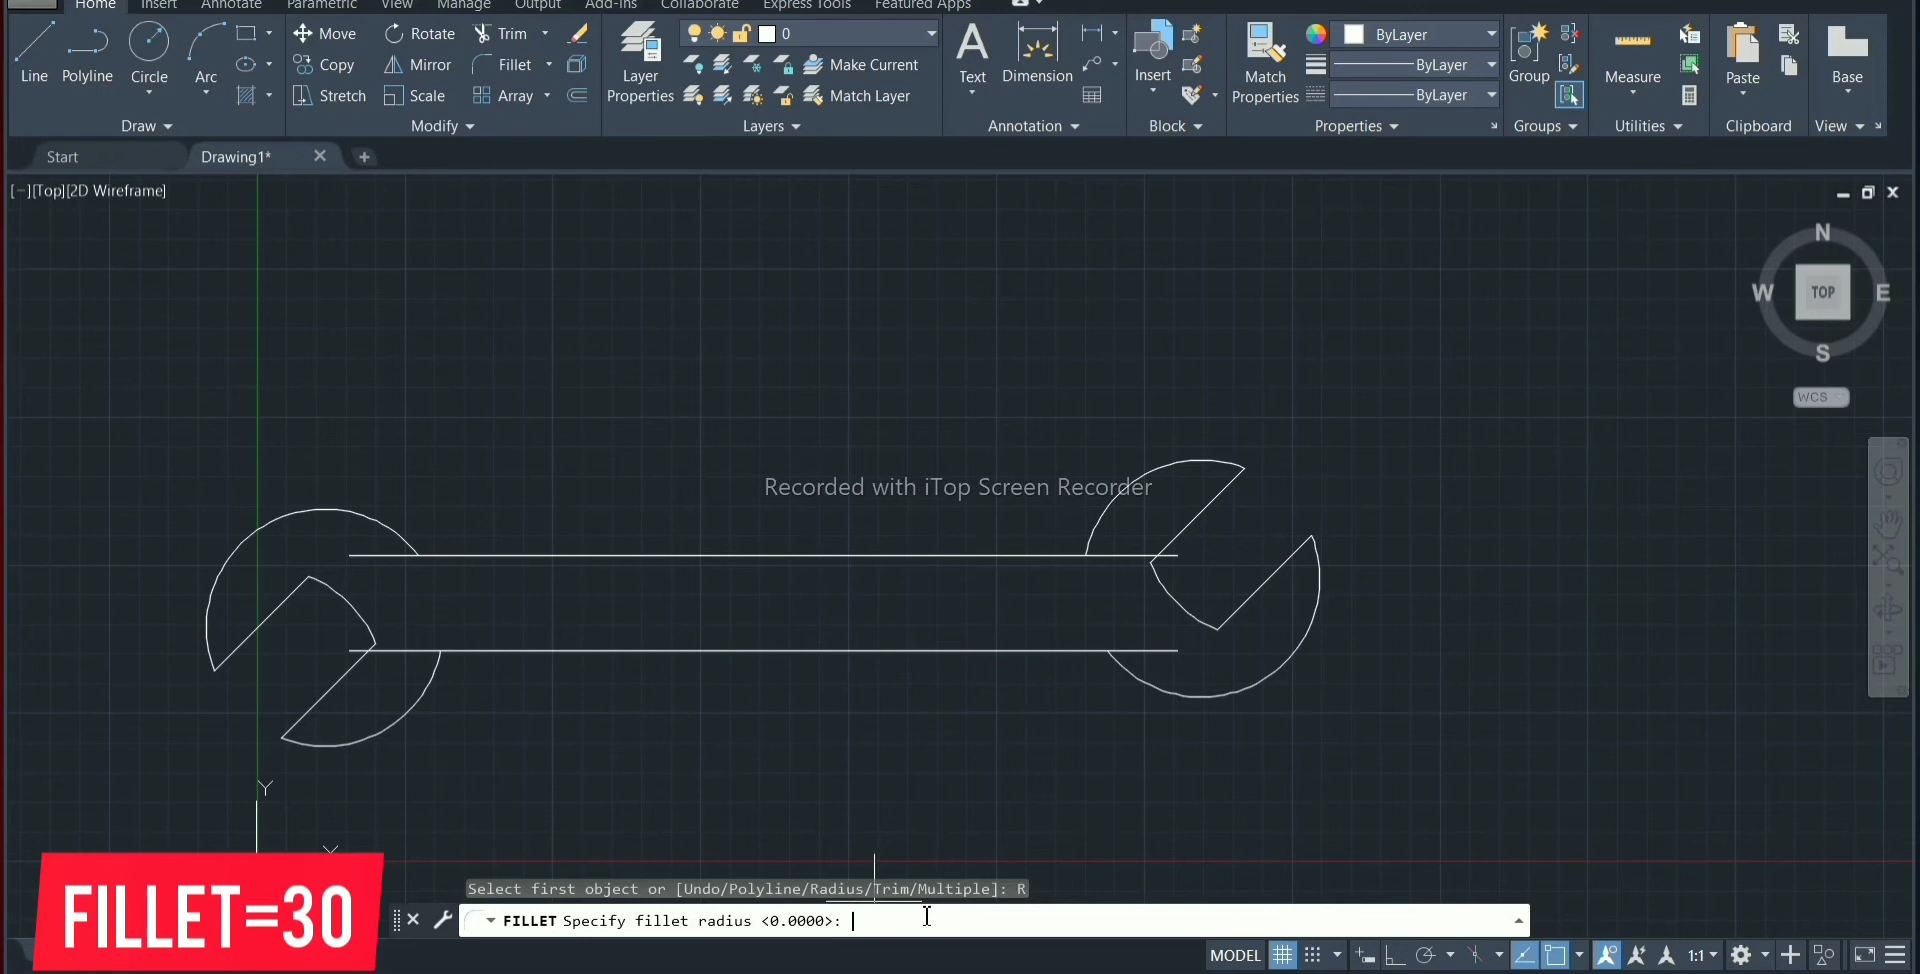 Home Insert Annotate Parametric View Manage Output Add-ins Collaborate Express Tools Featured Apps
Line Polyline Circle Arc
Move Rotate Trim
Copy Mirror Fillet
Stretch Scale Array
Layer Properties
0
Make Current
Match Layer
Text Dimension
Insert
Match Properties
ByLayer
ByLayer
ByLayer
Group
Measure
Paste
Base
Draw Modify Layers Annotation Block Properties Groups Utilities Clipboard View
Start Drawing1*
[−][Top][2D Wireframe]
N
W TOP E
S
WCS
Recorded with iTop Screen Recorder
Y
FILLET=30
Select first object or [Undo/Polyline/Radius/Trim/Multiple]: R
FILLET Specify fillet radius <0.0000>:
MODEL 1:1